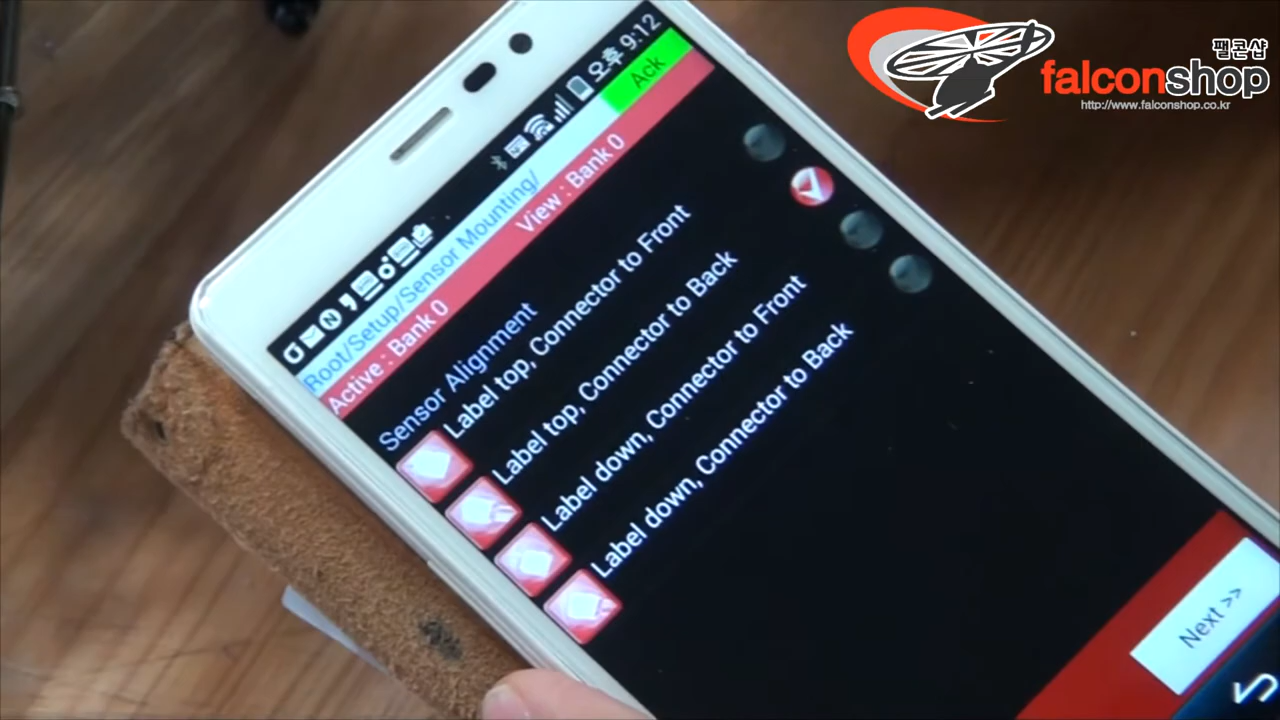 팰콘샵
falconshop
http://www.falconshop.co.kr
오후 9:12
Root/Setup/Sensor Mounting/
Ack
Active : Bank 0
View : Bank 0
Sensor Alignment
Label top, Connector to Front
Label top, Connector to Back
Label down, Connector to Front
Label down, Connector to Back
Next >>